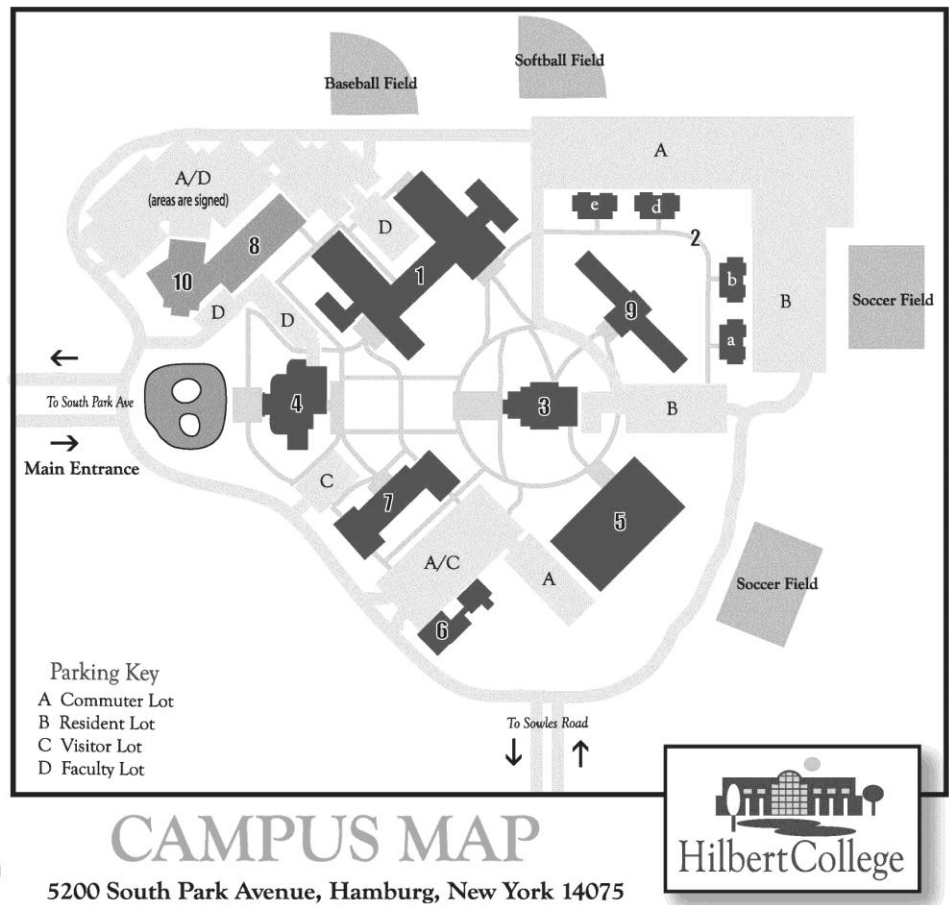 Softball Field
Baseball Field
A
A/D
(areas are signed)
e
d
D
2
8
1
10
b
B
Soccer Field
9
D
D
a
To South Park Ave
4
3
B
Main Entrance
C
7
5
A/C
A
Soccer Field
6
Parking Key
A Commuter Lot
B Resident Lot
C Visitor Lot
D Faculty Lot
To Sowles Road
HilbertCollege
CAMPUS MAP
5200 South Park Avenue, Hamburg, New York 14075